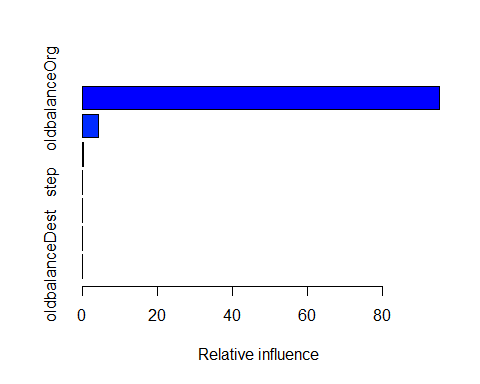 oldbalanceOrg
step
oldbalanceDest
0 20 40 60 80
Relative influence